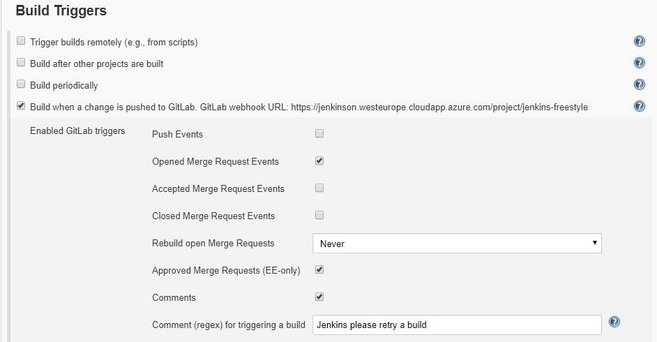 Build Triggers
Trigger builds remotely (e.g., from scripts)
Build after other projects are built
Build periodically
Build when a change is pushed to GitLab. GitLab webhook URL: https://jenkinson.westeurope.cloudapp.azure.com/project/jenkins-freestyle
Enabled GitLab triggers
Push Events
Opened Merge Request Events
Accepted Merge Request Events
Closed Merge Request Events
Rebuild open Merge Requests Never
Approved Merge Requests (EE-only)
Comments
Comment (regex) for triggering a build Jenkins please retry a build